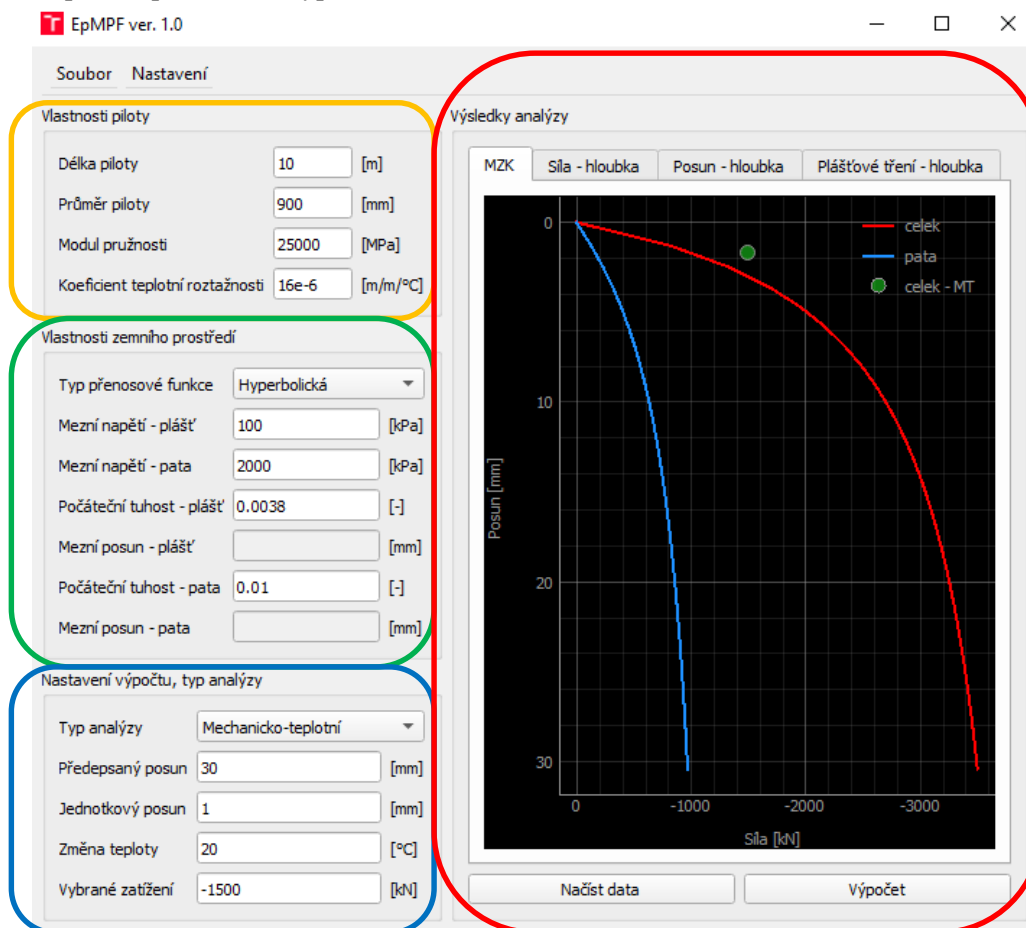 EpMPF ver. 1.0
Soubor Nastavení
Vlastnosti piloty
Délka piloty 10 [m]
Průměr piloty 900 [mm]
Modul pružnosti 25000 [MPa]
Koeficient teplotní roztažnosti 16e-6 [m/m/°C]
Vlastnosti zemního prostředí
Typ přenosové funkce Hyperbolická
Mezní napětí - plášť 100 [kPa]
Mezní napětí - pata 2000 [kPa]
Počáteční tuhost - plášť 0.0038 [-]
Mezní posun - plášť [mm]
Počáteční tuhost - pata 0.01 [-]
Mezní posun - pata [mm]
Nastavení výpočtu, typ analýzy
Typ analýzy Mechanicko-teplotní
Předepsaný posun 30 [mm]
Jednotkový posun 1 [mm]
Změna teploty 20 [°C]
Vybrané zatížení -1500 [kN]
Výsledky analýzy
MZK Síla - hloubka Posun - hloubka Plášťové tření - hloubka
celek
pata
celek - MT
0
10
20
30
Posun [mm]
0 -1000 -2000 -3000
Síla [kN]
Načíst data Výpočet